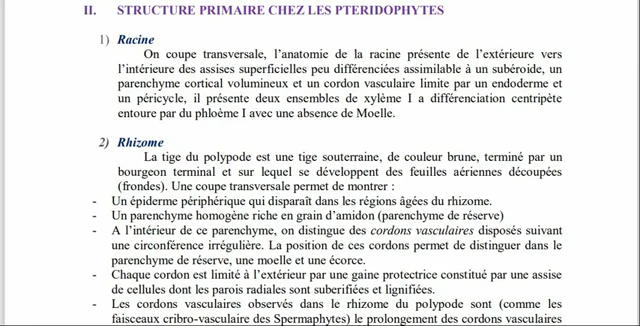 II. STRUCTURE PRIMAIRE CHEZ LES PTERIDOPHYTES
1) Racine
On coupe transversale, l'anatomie de la racine présente de l'extérieure vers
l'intérieure des assises superficielles peu différenciées assimilable à un subéroide, un
parenchyme cortical volumineux et un cordon vasculaire limite par un endoderme et
un péricycle, il présente deux ensembles de xylème I a différenciation centripète
entoure par du phloème I avec une absence de Moelle.
2) Rhizome
La tige du polypode est une tige souterraine, de couleur brune, terminé par un
bourgeon terminal et sur lequel se développent des feuilles aériennes découpées
(frondes). Une coupe transversale permet de montrer :
- Un épiderme périphérique qui disparaît dans les régions âgées du rhizome.
- Un parenchyme homogène riche en grain d'amidon (parenchyme de réserve)
- A l'intérieur de ce parenchyme, on distingue des cordons vasculaires disposés suivant
une circonférence irrégulière. La position de ces cordons permet de distinguer dans le
parenchyme de réserve, une moelle et une écorce.
- Chaque cordon est limité à l'extérieur par une gaine protectrice constitué par une assise
de cellules dont les parois radiales sont suberifiées et lignifiées.
- Les cordons vasculaires observés dans le rhizome du polypode sont (comme les
faisceaux cribro-vasculaire des Spermaphytes) le prolongement des cordons vasculaires